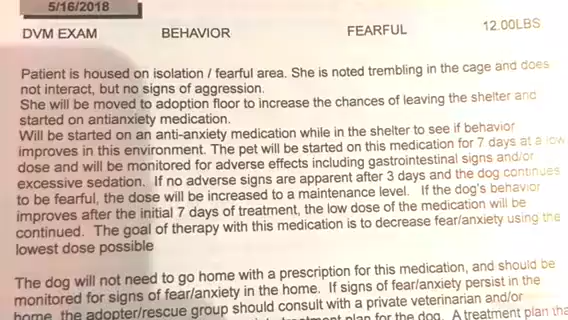 5/16/2018
DVM EXAM BEHAVIOR FEARFUL 12.00LBS
Patient is housed on isolation / fearful area. She is noted trembling in the cage and does
not interact, but no signs of aggression.
She will be moved to adoption floor to increase the chances of leaving the shelter and
started on antianxiety medication.
Will be started on an anti-anxiety medication while in the shelter to see if behavior
improves in this environment. The pet will be started on this medication for 7 days at a low
dose and will be monitored for adverse effects including gastrointestinal signs and/or
excessive sedation. If no adverse signs are apparent after 3 days and the dog continues
to be fearful, the dose will be increased to a maintenance level. If the dog's behavior
improves after the initial 7 days of treatment, the low dose of the medication will be
continued. The goal of therapy with this medication is to decrease fear/anxiety using the
lowest dose possible
The dog will not need to go home with a prescription for this medication, and should be
monitored for signs of fear/anxiety in the home. If signs of fear/anxiety persist in the
home, the adopter/rescue group should consult with a private veterinarian and/or
plan for the dog. A treatment plan